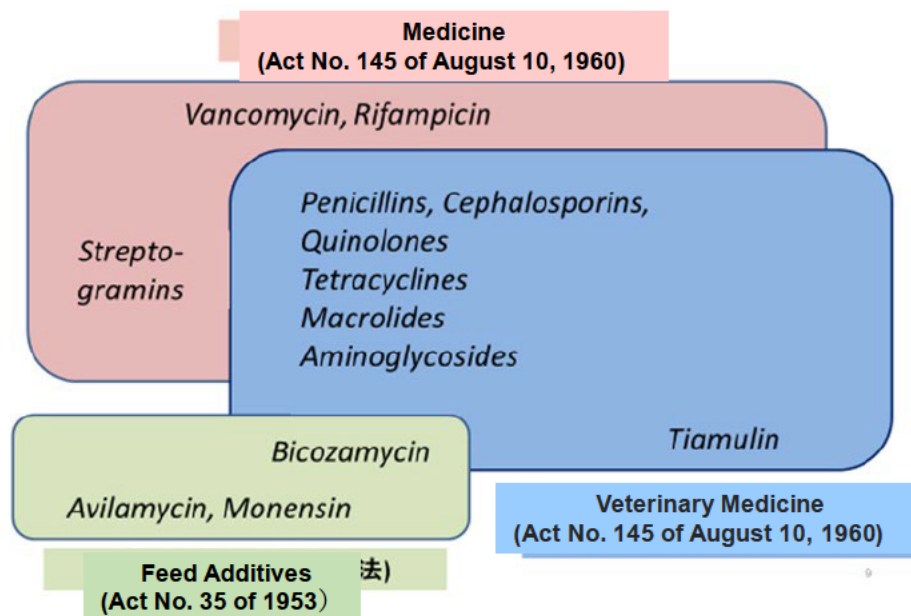 Medicine
(Act No. 145 of August 10, 1960)
Vancomycin, Rifampicin
Penicillins, Cephalosporins,
Quinolones
Tetracyclines
Macrolides
Aminoglycosides
Strepto-
gramins
Tiamulin
Bicozamycin
Avilamycin, Monensin
Veterinary Medicine
(Act No. 145 of August 10, 1960)
法)
Feed Additives
(Act No. 35 of 1953）
9